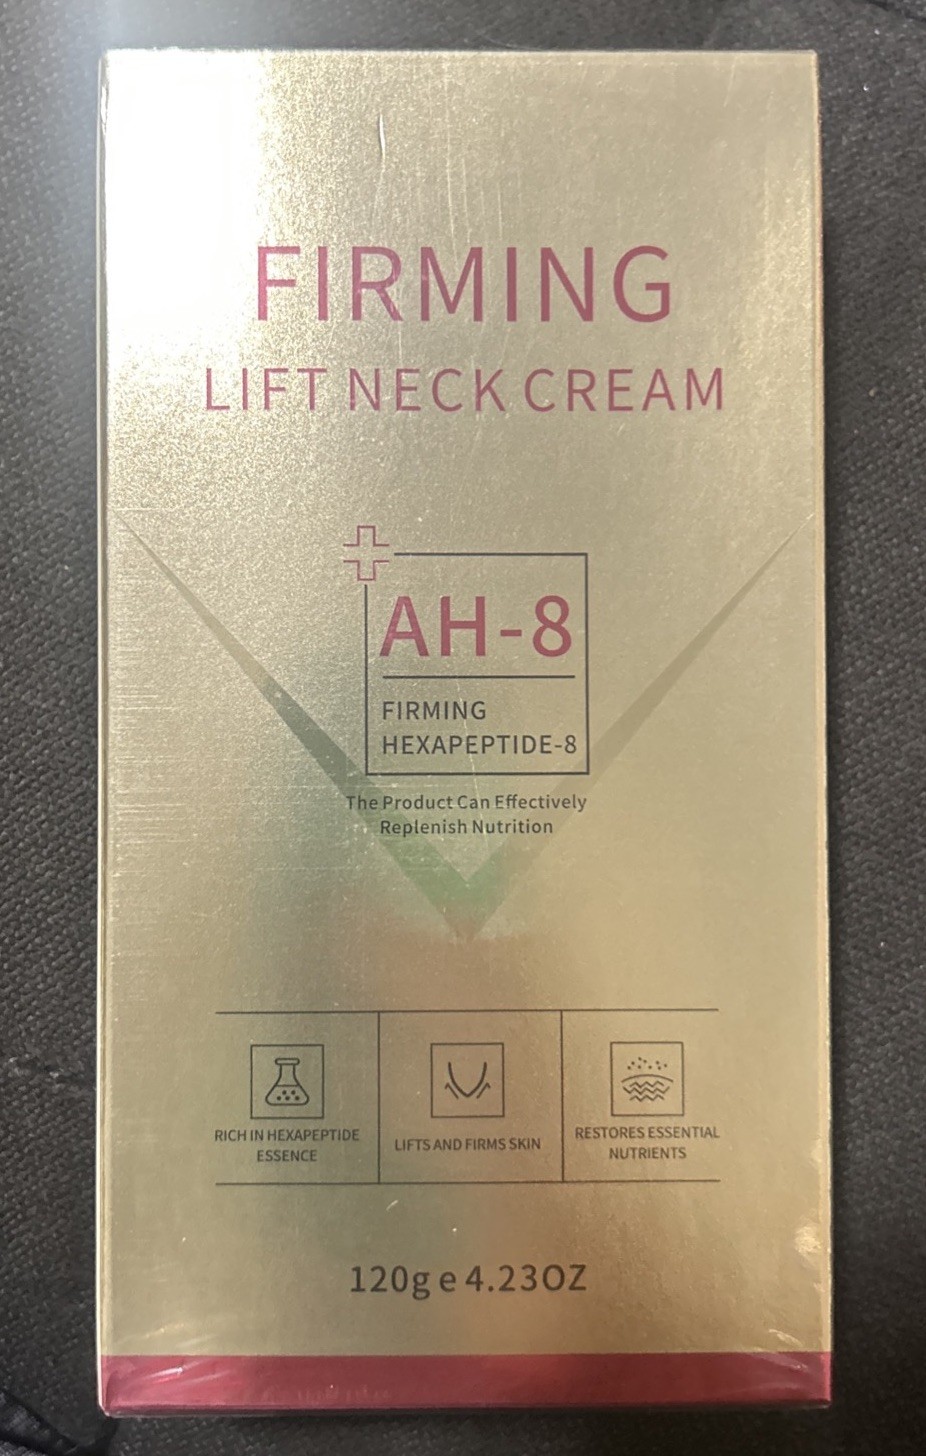 FIRMING
LIFT NECK CREAM
AH-8
FIRMING
HEXAPEPTIDE-8
The Product Can Effectively
Replenish Nutrition
RICH IN HEXAPEPTIDE
ESSENCE
LIFTS AND FIRMS SKIN
RESTORES ESSENTIAL
NUTRIENTS
120g e 4.23OZ